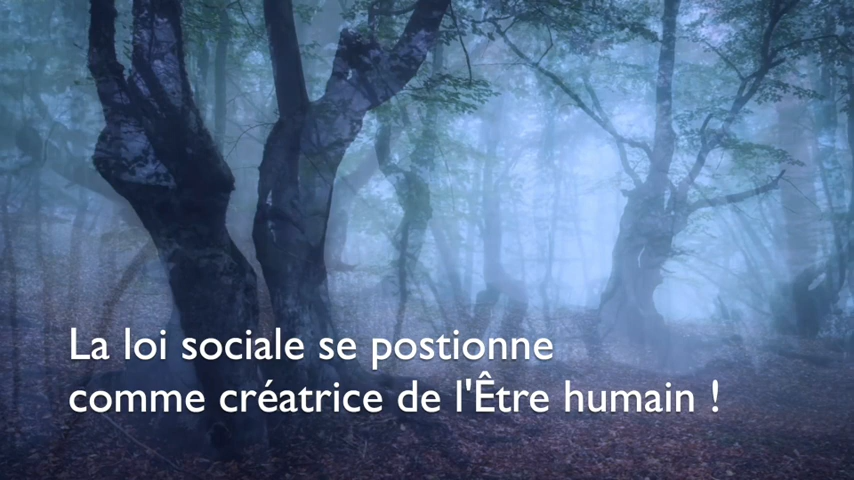 La loi sociale se postionne
comme créatrice de l'Être humain !